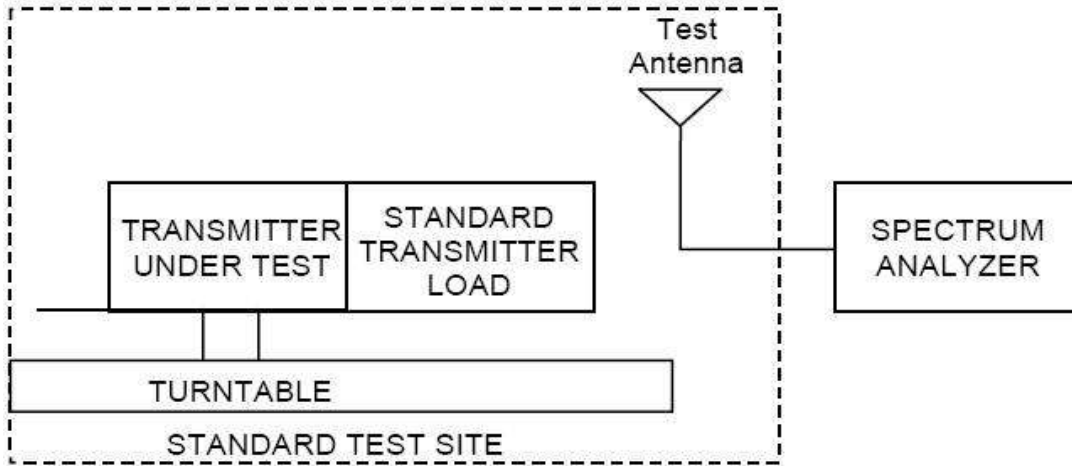 Test
Antenna
TRANSMITTER
UNDER TEST
STANDARD
TRANSMITTER
LOAD
SPECTRUM
ANALYZER
TURNTABLE
STANDARD TEST SITE